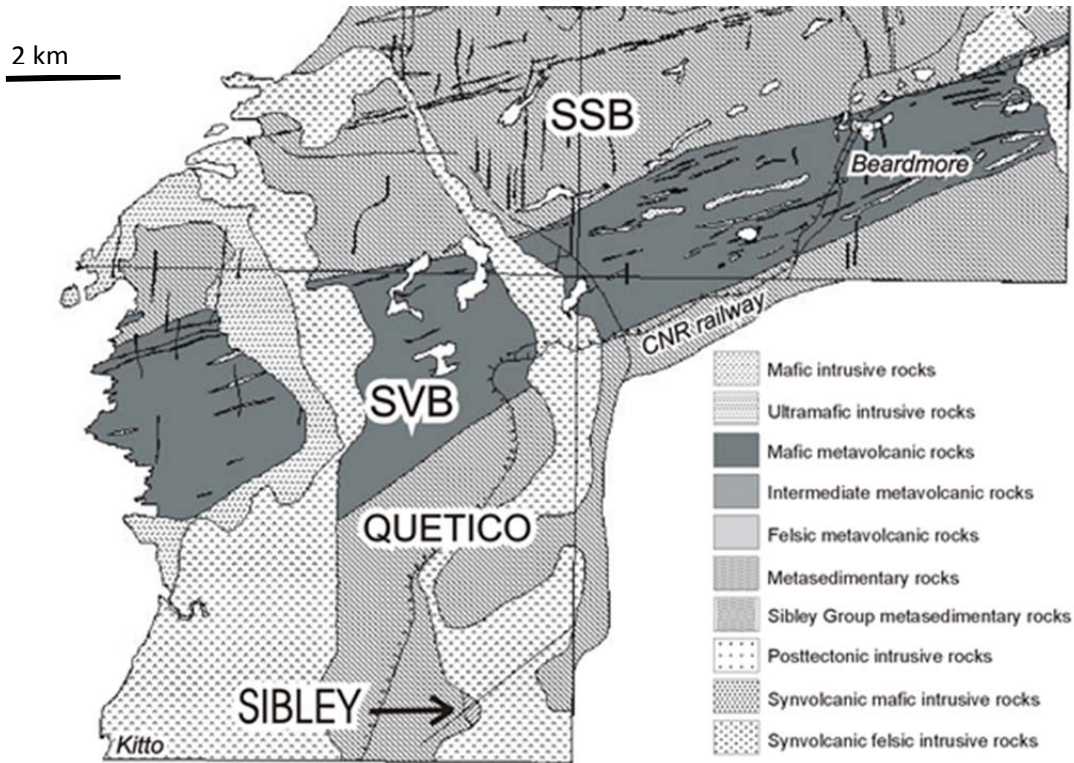 2 km
SSB
Beardmore
CNR railway
SVB
QUETICO
SIBLEY
Kitto
Mafic intrusive rocks
Ultramafic intrusive rocks
Mafic metavolcanic rocks
Intermediate metavolcanic rocks
Felsic metavolcanic rocks
Metasedimentary rocks
Sibley Group metasedimentary rocks
Posttectonic intrusive rocks
Synvolcanic mafic intrusive rocks
Synvolcanic felsic intrusive rocks